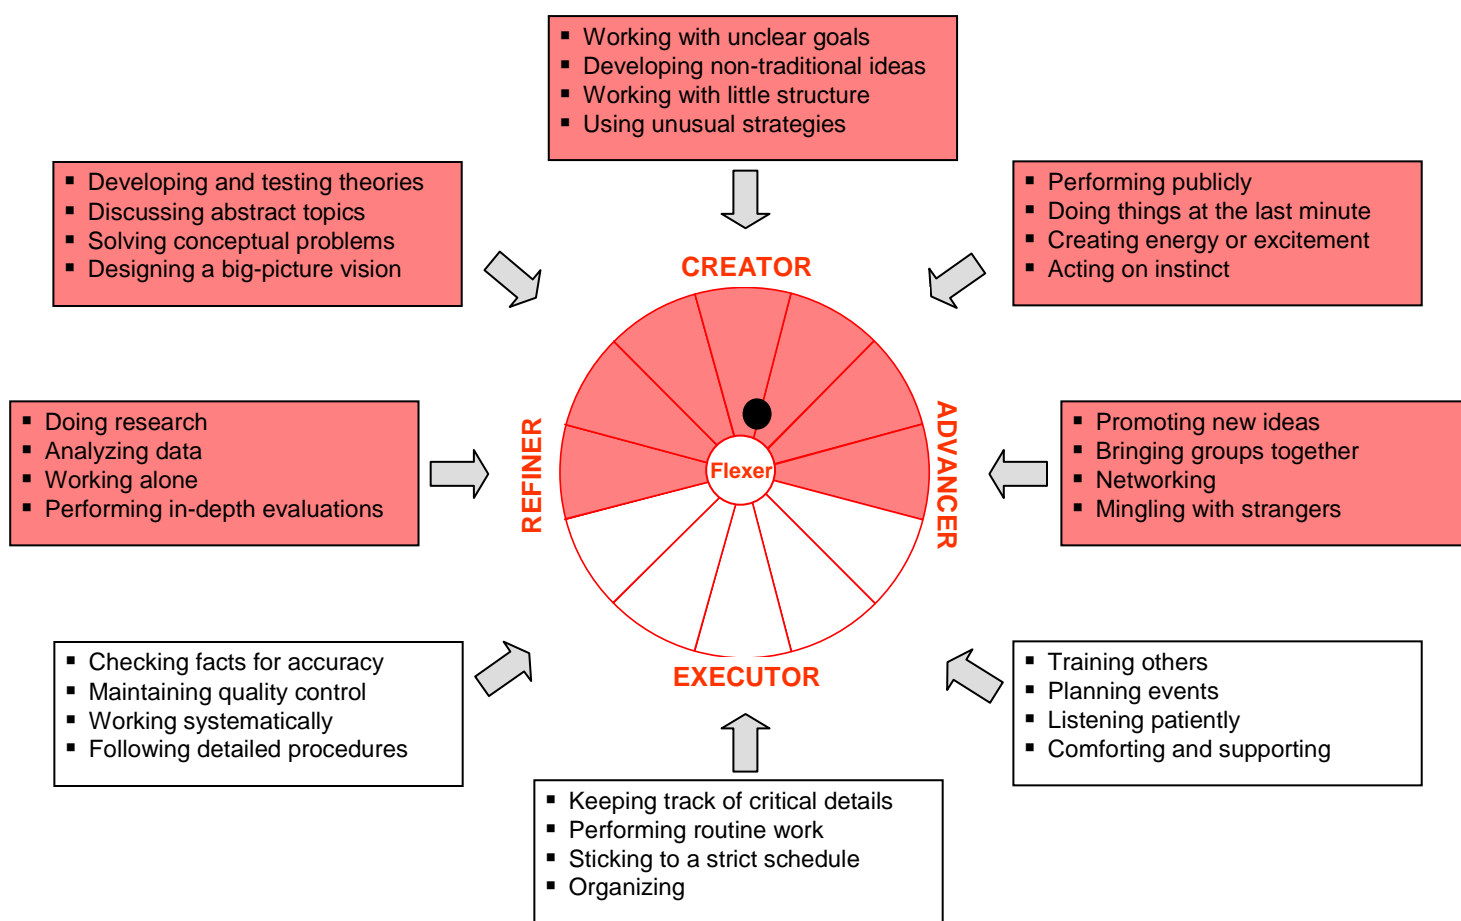 ▪ Working with unclear goals
▪ Developing non-traditional ideas
▪ Working with little structure
▪ Using unusual strategies
▪ Developing and testing theories
▪ Discussing abstract topics
▪ Solving conceptual problems
▪ Designing a big-picture vision
▪ Performing publicly
▪ Doing things at the last minute
▪ Creating energy or excitement
▪ Acting on instinct
CREATOR
▪ Doing research
▪ Analyzing data
▪ Working alone
▪ Performing in-depth evaluations
REFINER
Flexer
ADVANCER
▪ Promoting new ideas
▪ Bringing groups together
▪ Networking
▪ Mingling with strangers
▪ Checking facts for accuracy
▪ Maintaining quality control
▪ Working systematically
▪ Following detailed procedures
EXECUTOR
▪ Training others
▪ Planning events
▪ Listening patiently
▪ Comforting and supporting
▪ Keeping track of critical details
▪ Performing routine work
▪ Sticking to a strict schedule
▪ Organizing